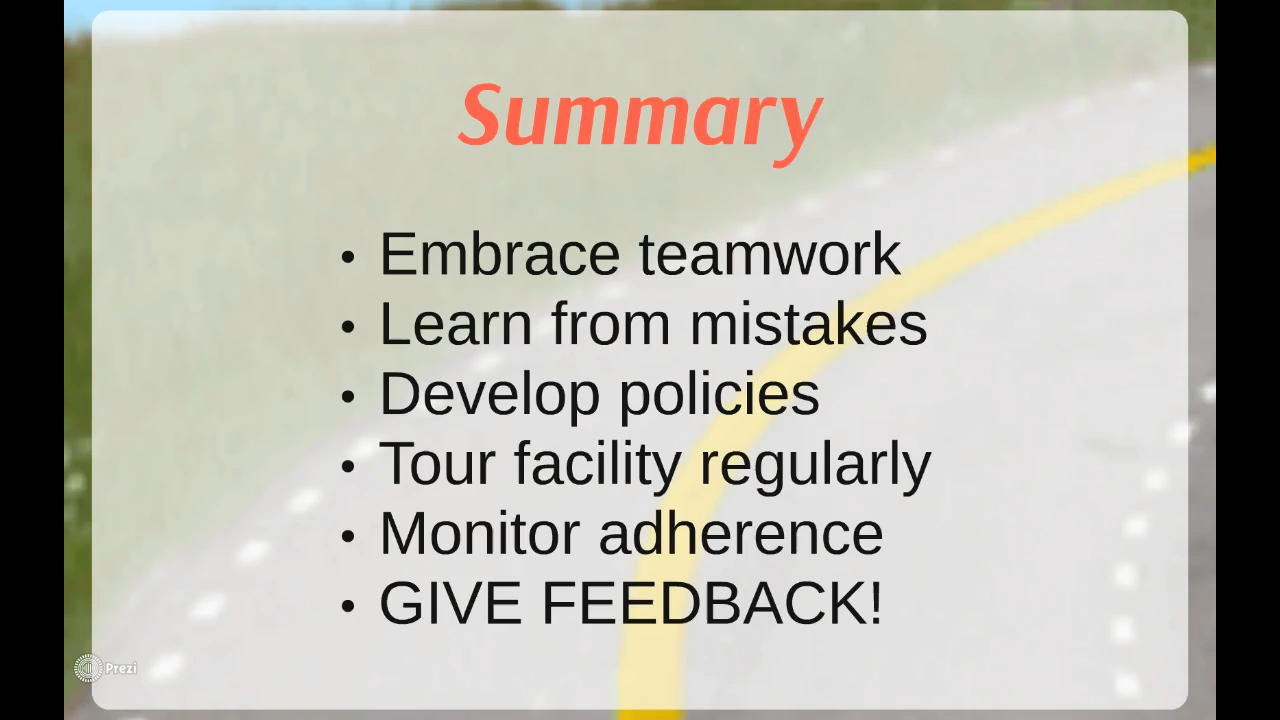 Summary
• Embrace teamwork
• Learn from mistakes
• Develop policies
• Tour facility regularly
• Monitor adherence
• GIVE FEEDBACK!
Prezi